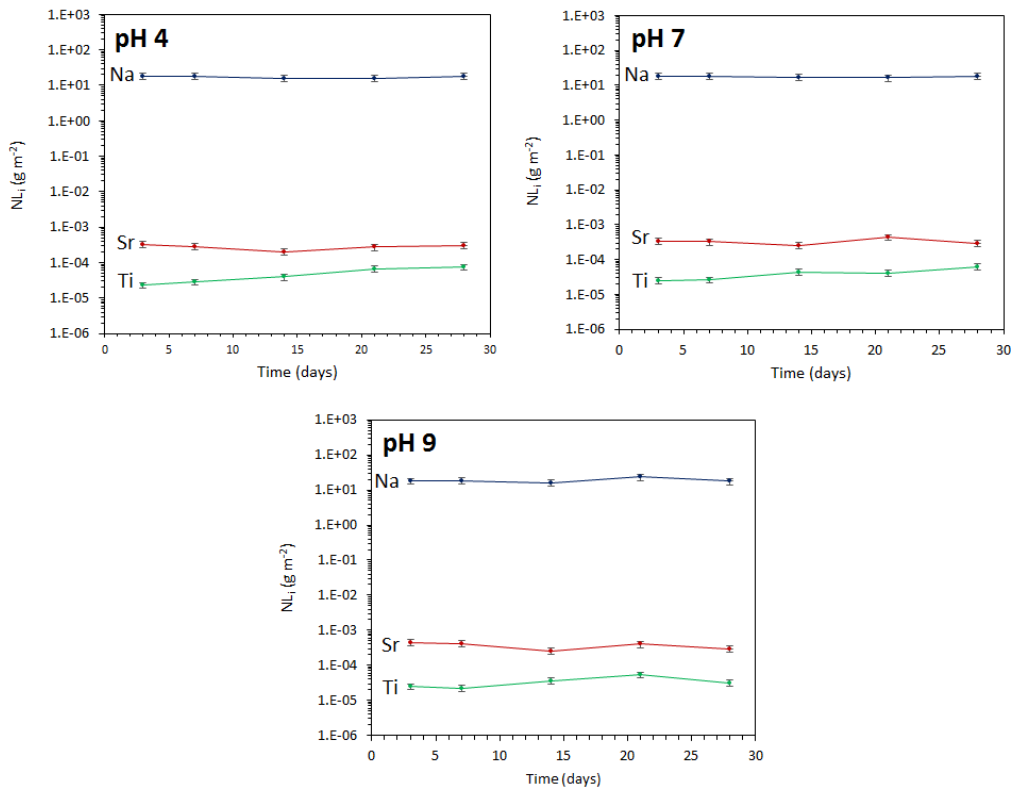 pH 4
1.E+03
1.E+02
1.E+01
1.E+00
1.E-01
1.E-02
1.E-03
1.E-04
1.E-05
1.E-06
NLi (g m-2)
Na
Sr
Ti
0 5 10 15 20 25 30
Time (days)
pH 7
1.E+03
1.E+02
1.E+01
1.E+00
1.E-01
1.E-02
1.E-03
1.E-04
1.E-05
1.E-06
NLi (g m-2)
Na
Sr
Ti
0 5 10 15 20 25 30
Time (days)
pH 9
1.E+03
1.E+02
1.E+01
1.E+00
1.E-01
1.E-02
1.E-03
1.E-04
1.E-05
1.E-06
NLi (g m-2)
Na
Sr
Ti
0 5 10 15 20 25 30
Time (days)